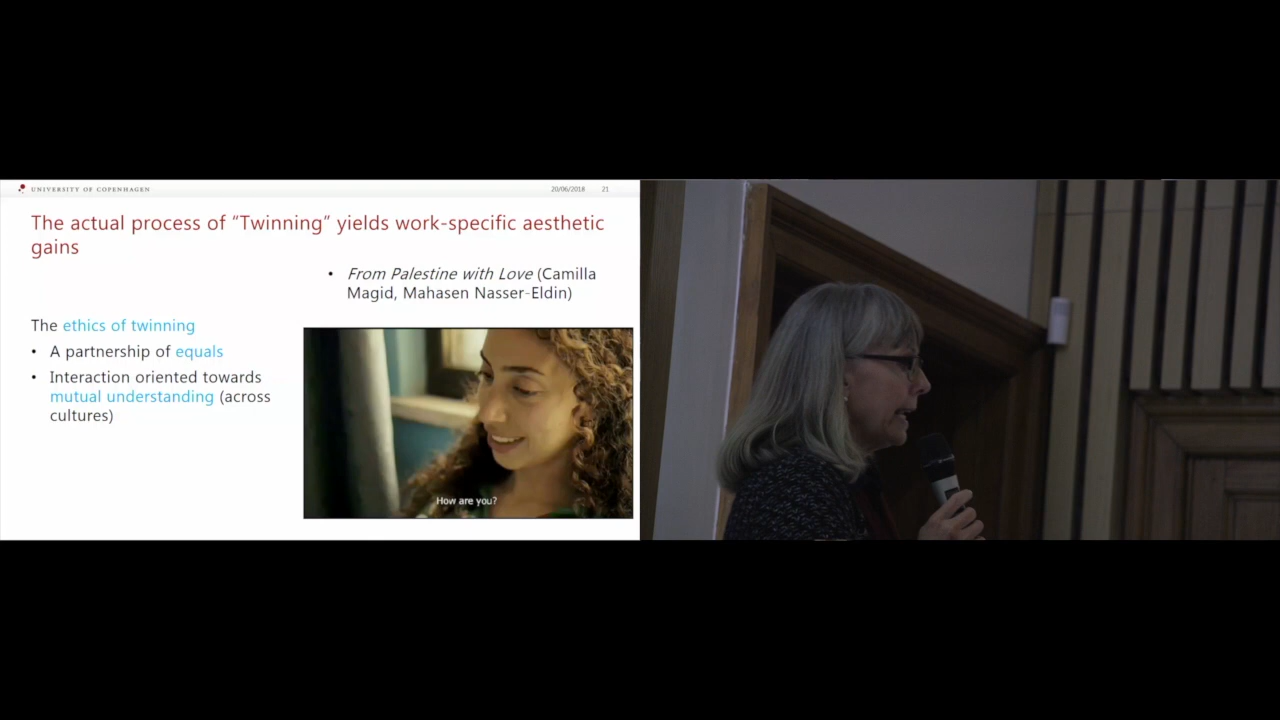 UNIVERSITY OF COPENHAGEN
20/06/2018 21
The actual process of “Twinning” yields work-specific aesthetic
gains
• From Palestine with Love (Camilla
Magid, Mahasen Nasser-Eldin)
The ethics of twinning
• A partnership of equals
• Interaction oriented towards
mutual understanding (across
cultures)
How are you?